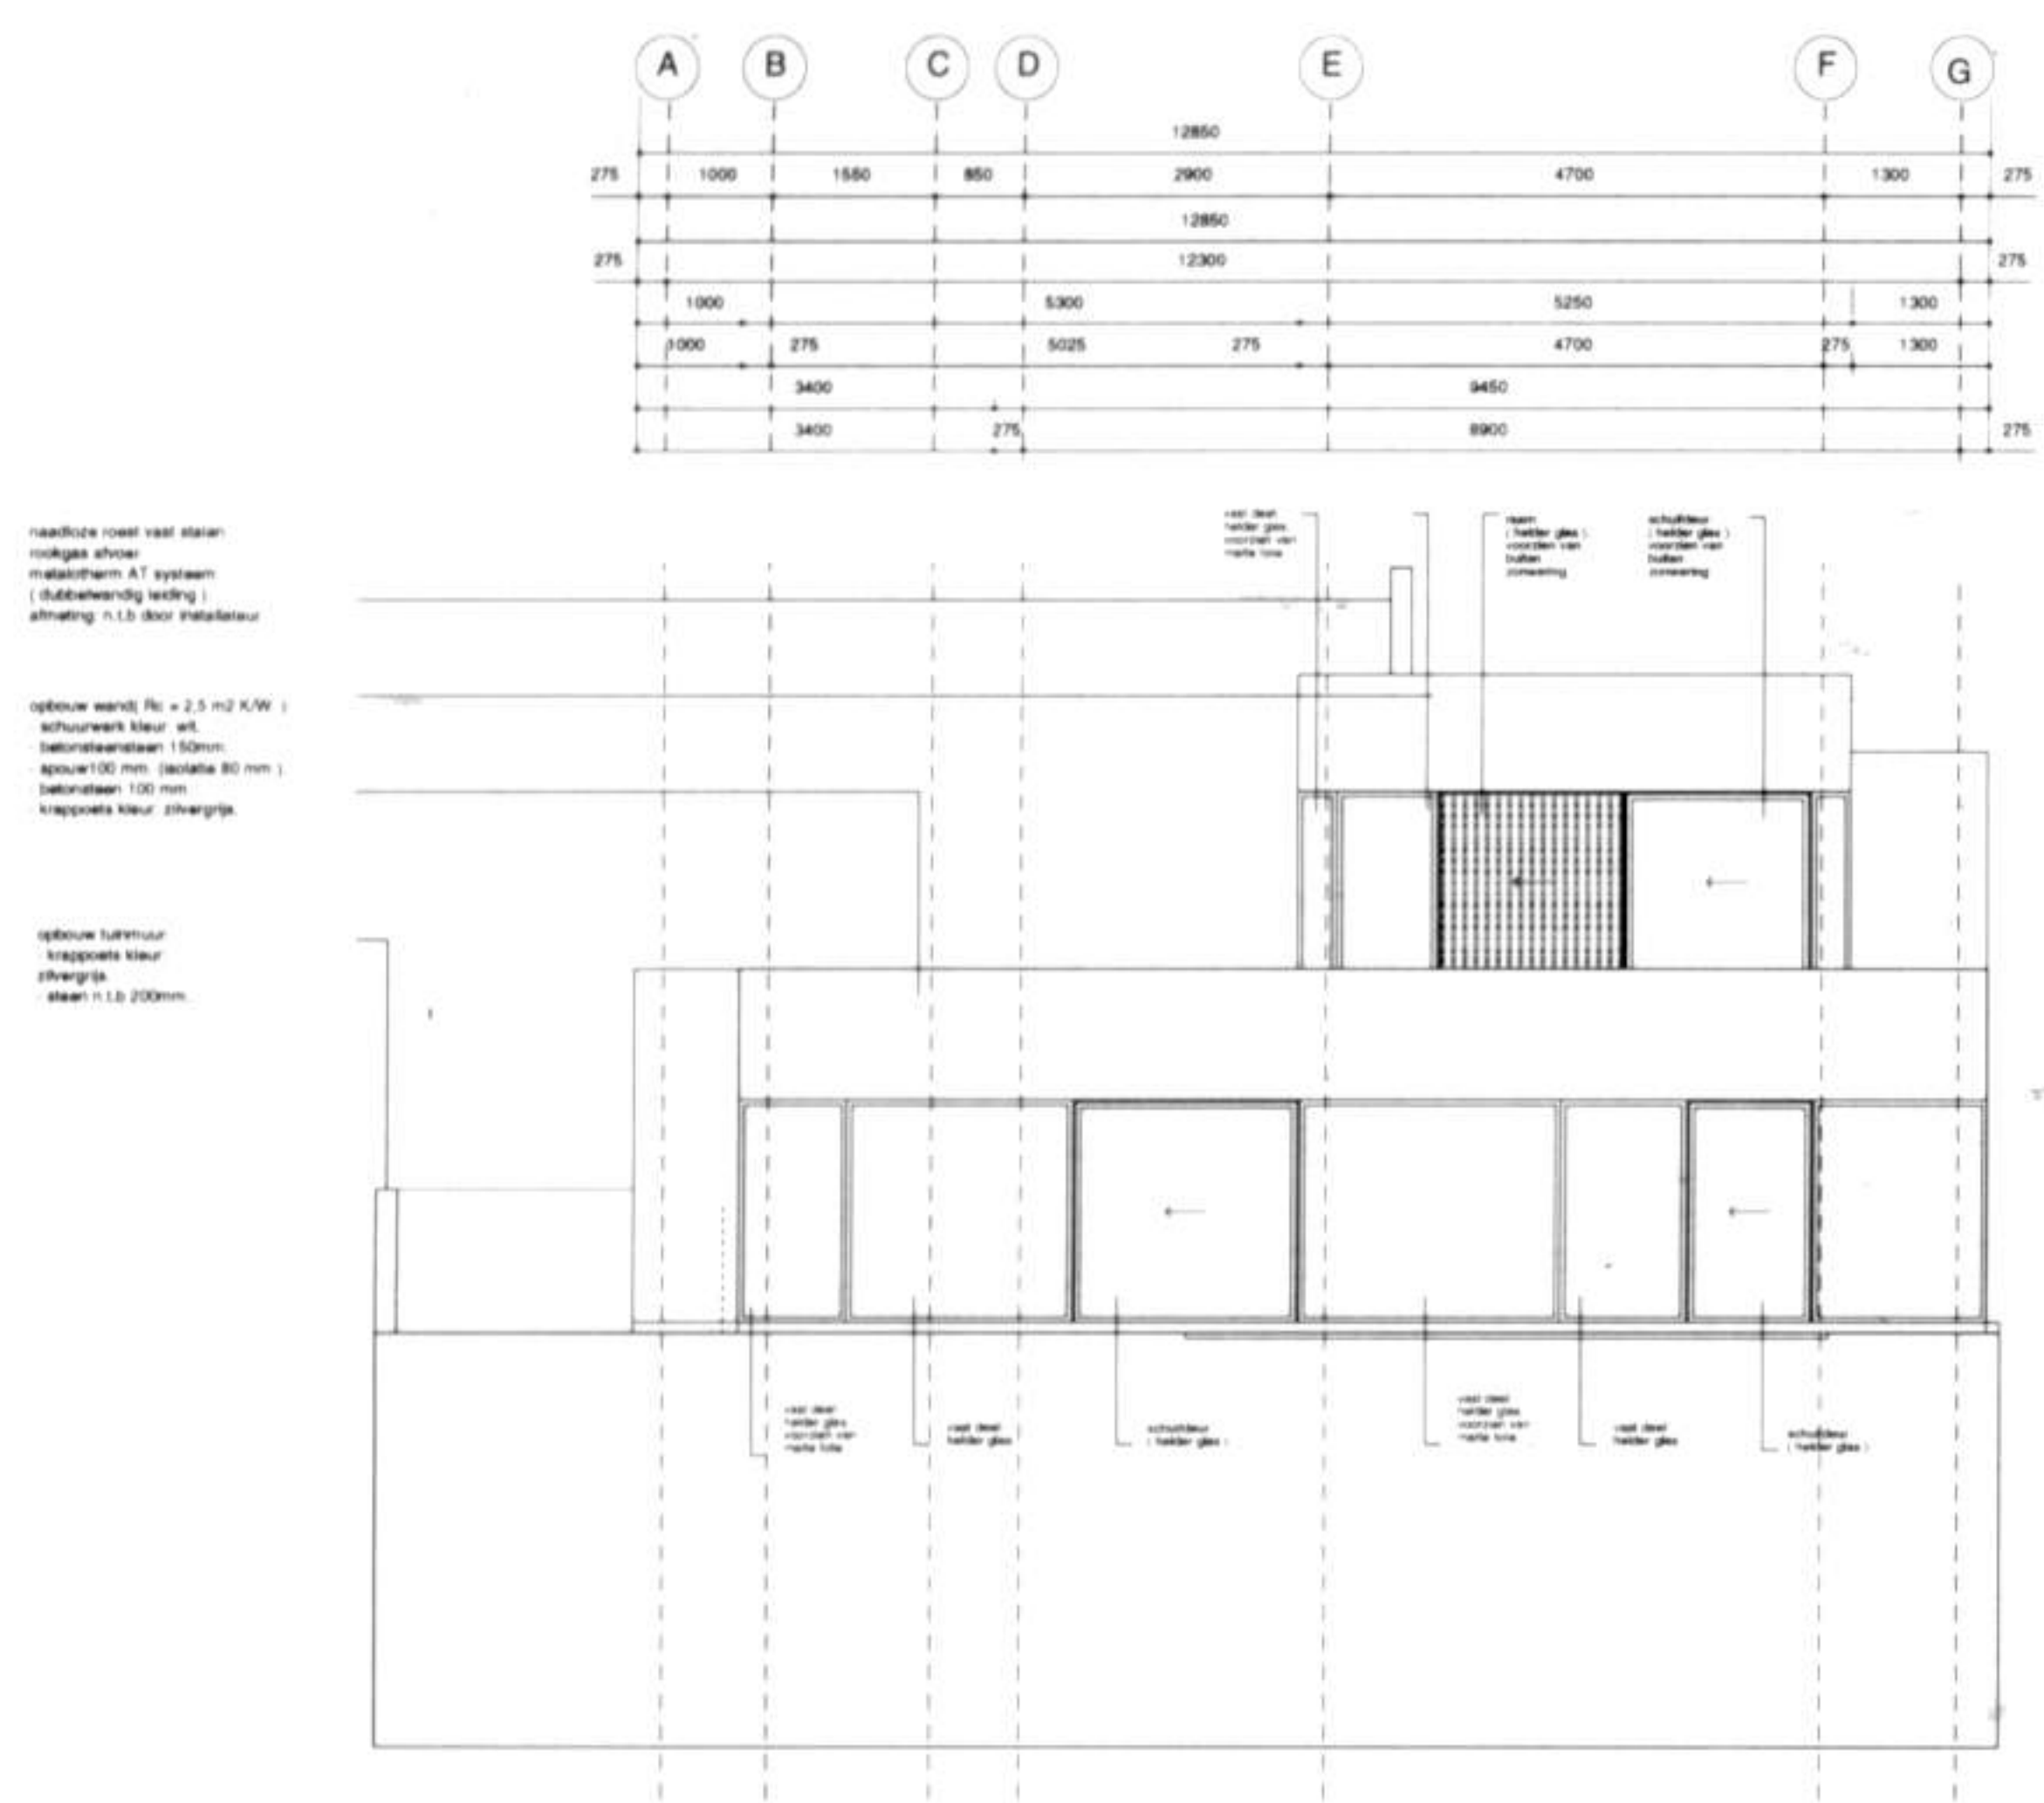 A B C D E F G
12850
275 1000 1550 850 2900 4700 1300 275
12850
275 12300 275
1000 5300 5250 1300
1000 275 5025 275 4700 275 1300
3400 9450
3400 275 8900 275
naadloze roest vast stalen
rookgas afvoer
metalotherm AT systeem
( dubbelwandig leiding )
afmeting: n.t.b door installateur
opbouw wand( Rc = 2,5 m2 K/W )
- schuurwerk kleur: wit.
- betonsteensteen 150mm.
- spouw100 mm. (isolatie 80 mm ).
- betonsteen 100 mm
- krappoets kleur: zilvergrijs.
opbouw tuinmuur
- krappoets kleur
zilvergrijs.
- steen n.t.b 200mm.
vast deel
helder glas
voorzien van
matte folie
raam
( helder glas )
voorzien van
buiten
zonwering
schuifdeur
( helder glas )
voorzien van
buiten
zonwering
vast deel
helder glas
voorzien van
matte folie
vast deel
helder glas
schuifdeur
( helder glas )
vast deel
helder glas
voorzien van
matte folie
vast deel
helder glas
schuifdeur
( helder glas )